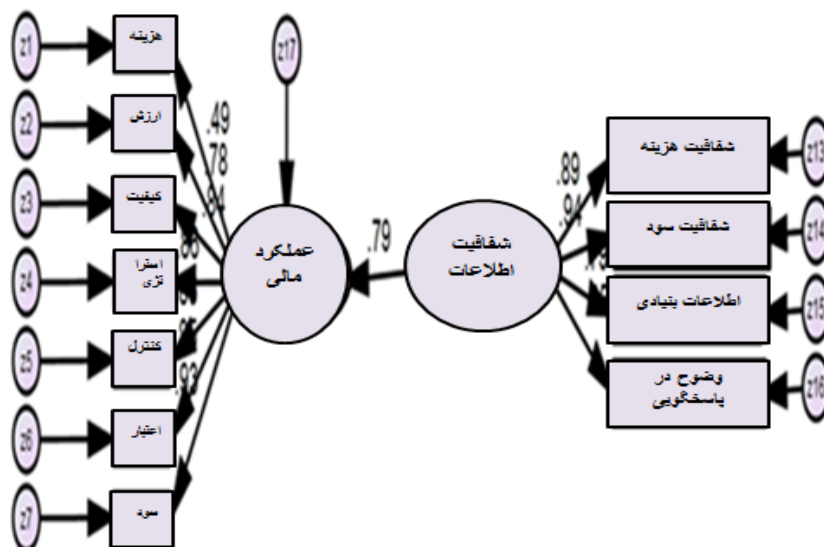 z1
هزینه
z2
ارزش
z3
کیفیت
z4
استرا
تژی
z5
کنترل
z6
اعتبار
z7
سود
z17
.49
.78
.93
عملکرد
مالی
.79
شفافیت
اطلاعات
.89
.94
شفافیت هزینه
z13
شفافیت سود
z14
اطلاعات بنیادی
z15
وضوح در
پاسخگویی
z16